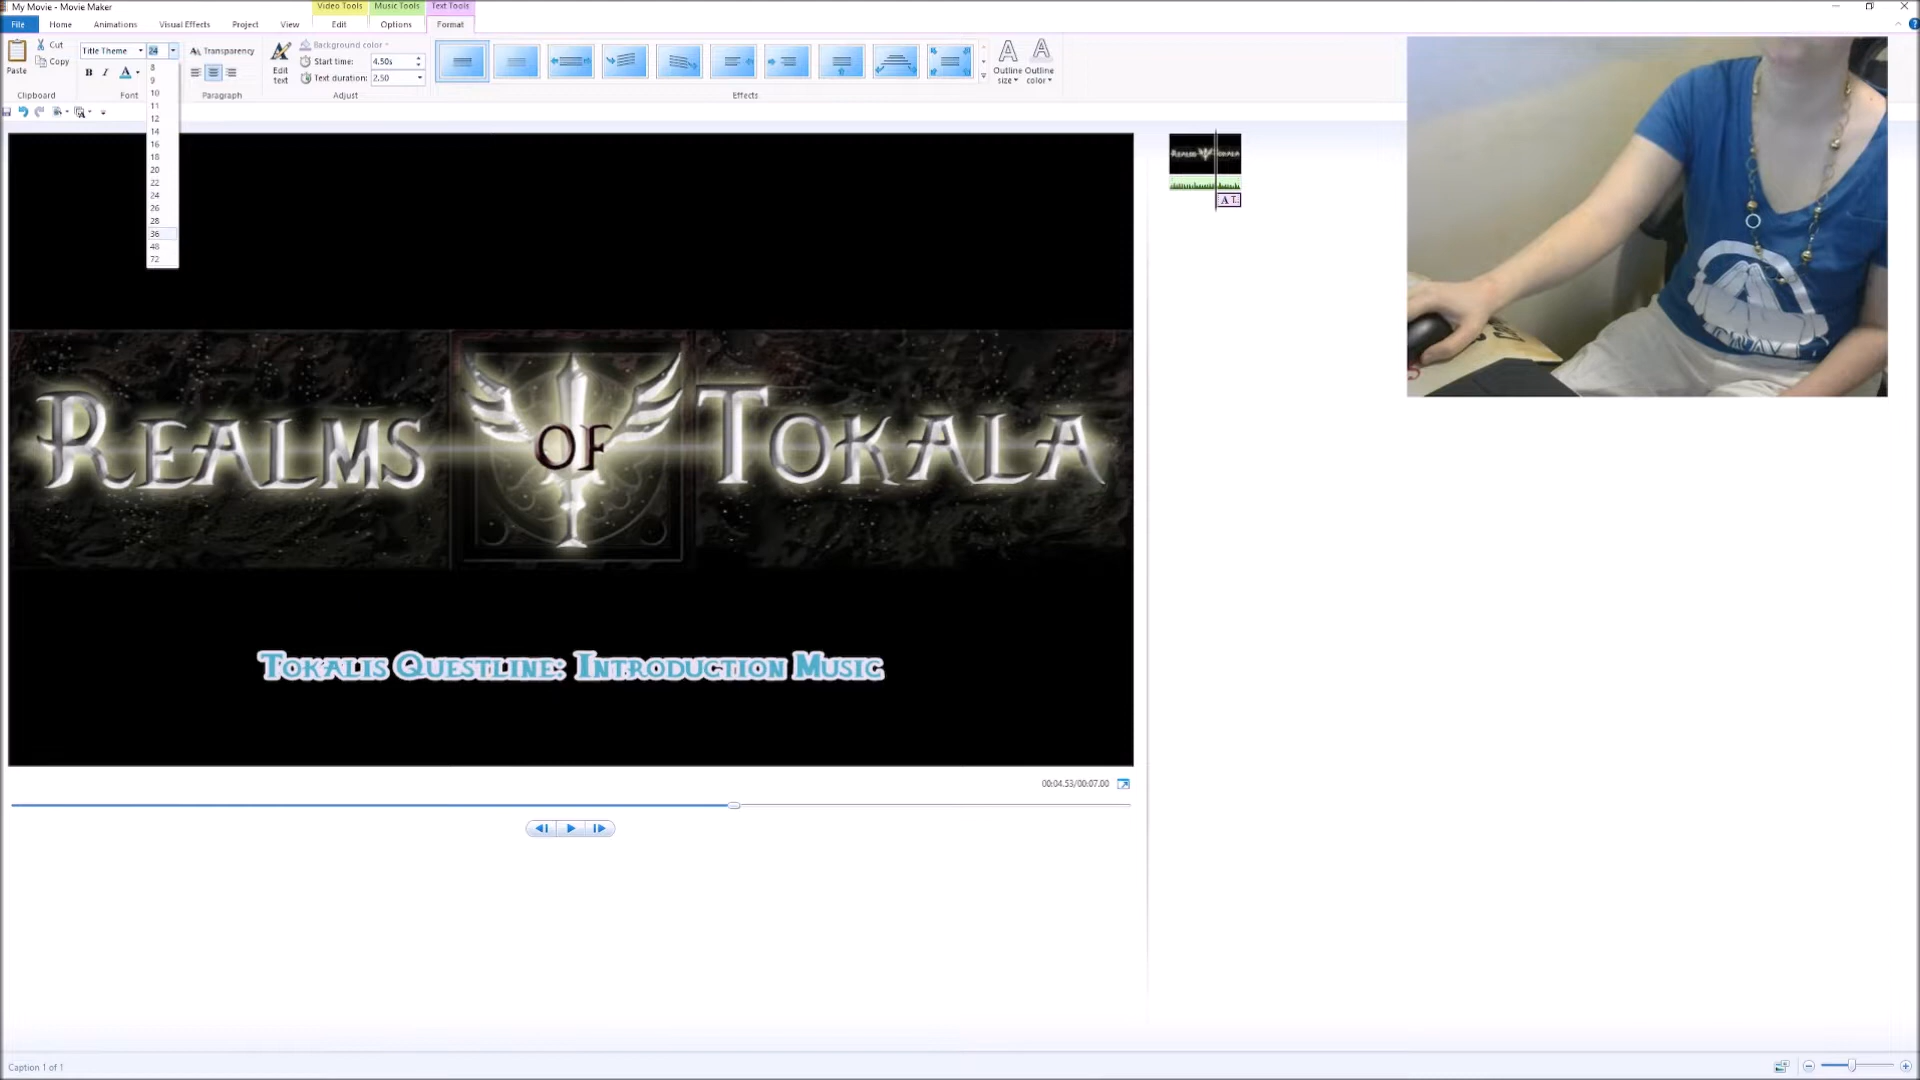 My Movie - Movie Maker
Video Tools
Music Tools
Text Tools
File
Home
Animations
Visual Effects
Project
View
Edit
Options
Format
Paste
Cut
Copy
Clipboard
Title Theme
24
B
I
A
Font
Transparency
Paragraph
Edit
text
Background color
Start time:
4.50s
Text duration:
2.50
Adjust
Effects
Outline
size
Outline
color
8
9
10
11
12
14
16
18
20
22
24
26
28
36
48
72
REALMS OF TOKALA
TOKALIS QUESTLINE: INTRODUCTION MUSIC
REALMS TOKALA
A T...
00:04.53/00:07.00
Caption 1 of 1